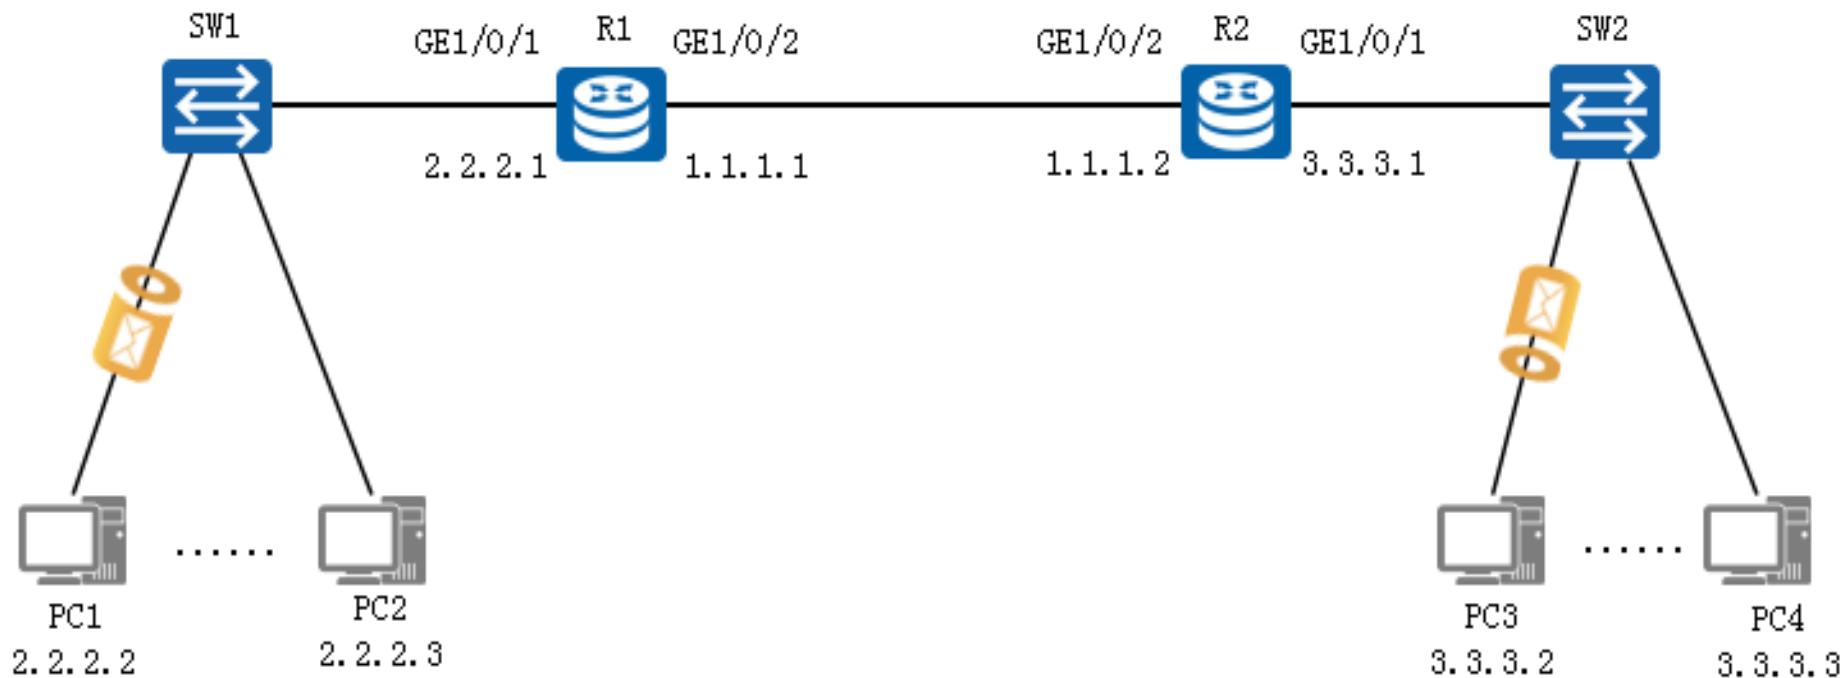 SW1
GE1/0/1
R1
GE1/0/2
GE1/0/2
R2
GE1/0/1
SW2
2.2.2.1
1.1.1.1
1.1.1.2
3.3.3.1
......
......
PC1
2.2.2.2
PC2
2.2.2.3
PC3
3.3.3.2
PC4
3.3.3.3